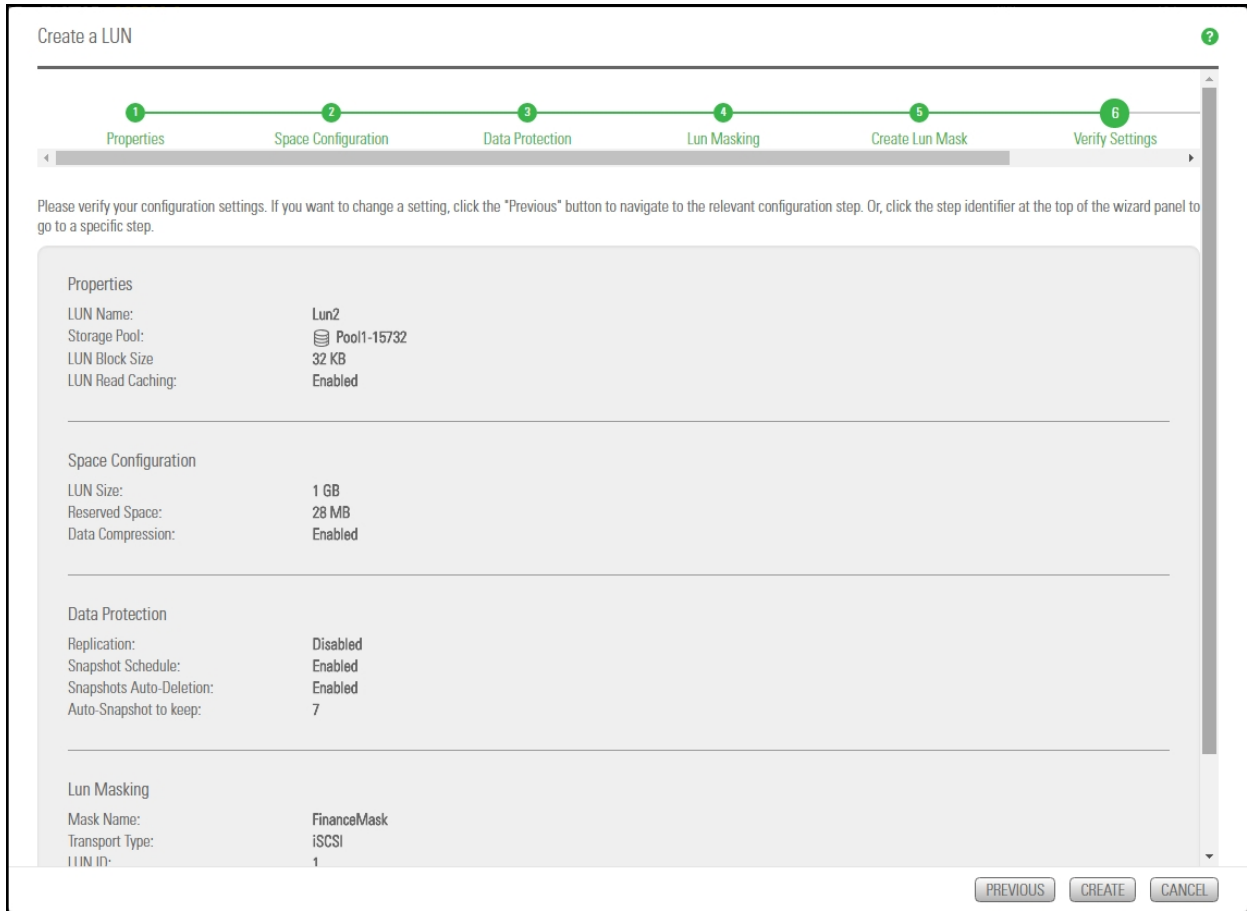 Create a LUN
?
1
2
3
4
5
6
Properties
Space Configuration
Data Protection
Lun Masking
Create Lun Mask
Verify Settings
Please verify your configuration settings. If you want to change a setting, click the "Previous" button to navigate to the relevant configuration step. Or, click the step identifier at the top of the wizard panel to
go to a specific step.
Properties
LUN Name: Lun2
Storage Pool: Pool1-15732
LUN Block Size 32 KB
LUN Read Caching: Enabled
Space Configuration
LUN Size: 1 GB
Reserved Space: 28 MB
Data Compression: Enabled
Data Protection
Replication: Disabled
Snapshot Schedule: Enabled
Snapshots Auto-Deletion: Enabled
Auto-Snapshot to keep: 7
Lun Masking
Mask Name: FinanceMask
Transport Type: iSCSI
LUN ID: 1
PREVIOUS CREATE CANCEL